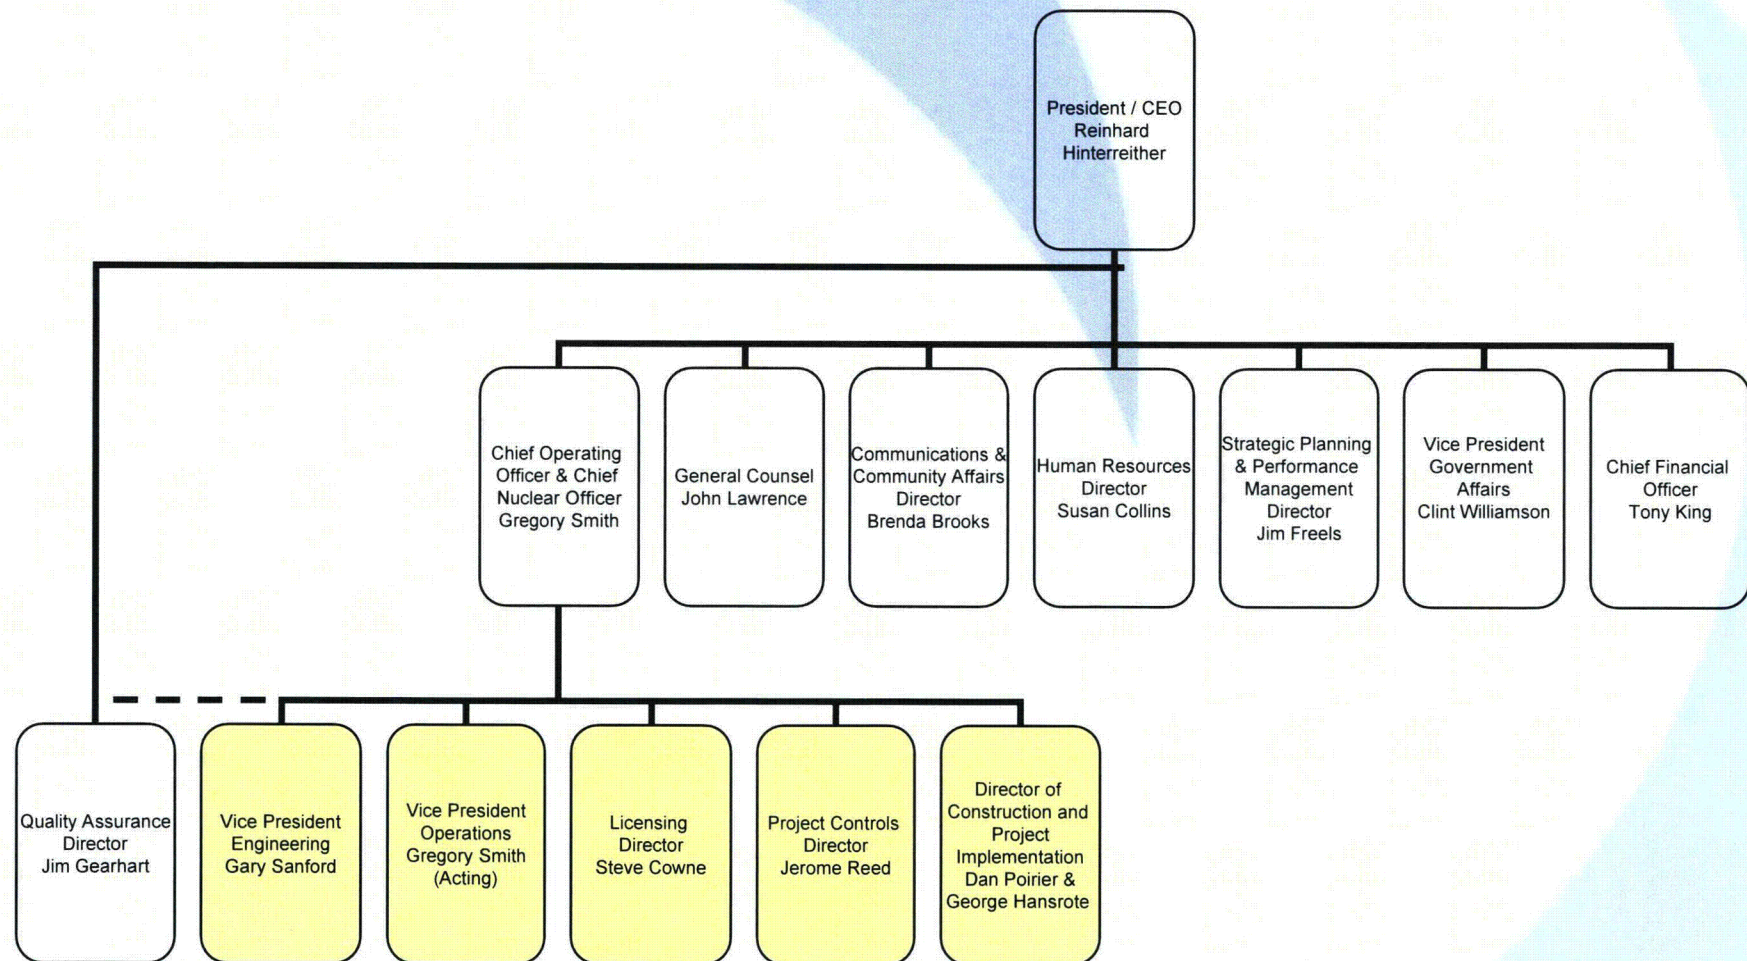 President / CEO
Reinhard
Hinterreither
Chief Operating
Officer & Chief
Nuclear Officer
Gregory Smith
General Counsel
John Lawrence
Communications &
Community Affairs
Director
Brenda Brooks
Human Resources
Director
Susan Collins
Strategic Planning
& Performance
Management
Director
Jim Freels
Vice President
Government
Affairs
Clint Williamson
Chief Financial
Officer
Tony King
Quality Assurance
Director
Jim Gearhart
Vice President
Engineering
Gary Sanford
Vice President
Operations
Gregory Smith
(Acting)
Licensing
Director
Steve Cowne
Project Controls
Director
Jerome Reed
Director of
Construction and
Project
Implementation
Dan Poirier &
George Hansrote